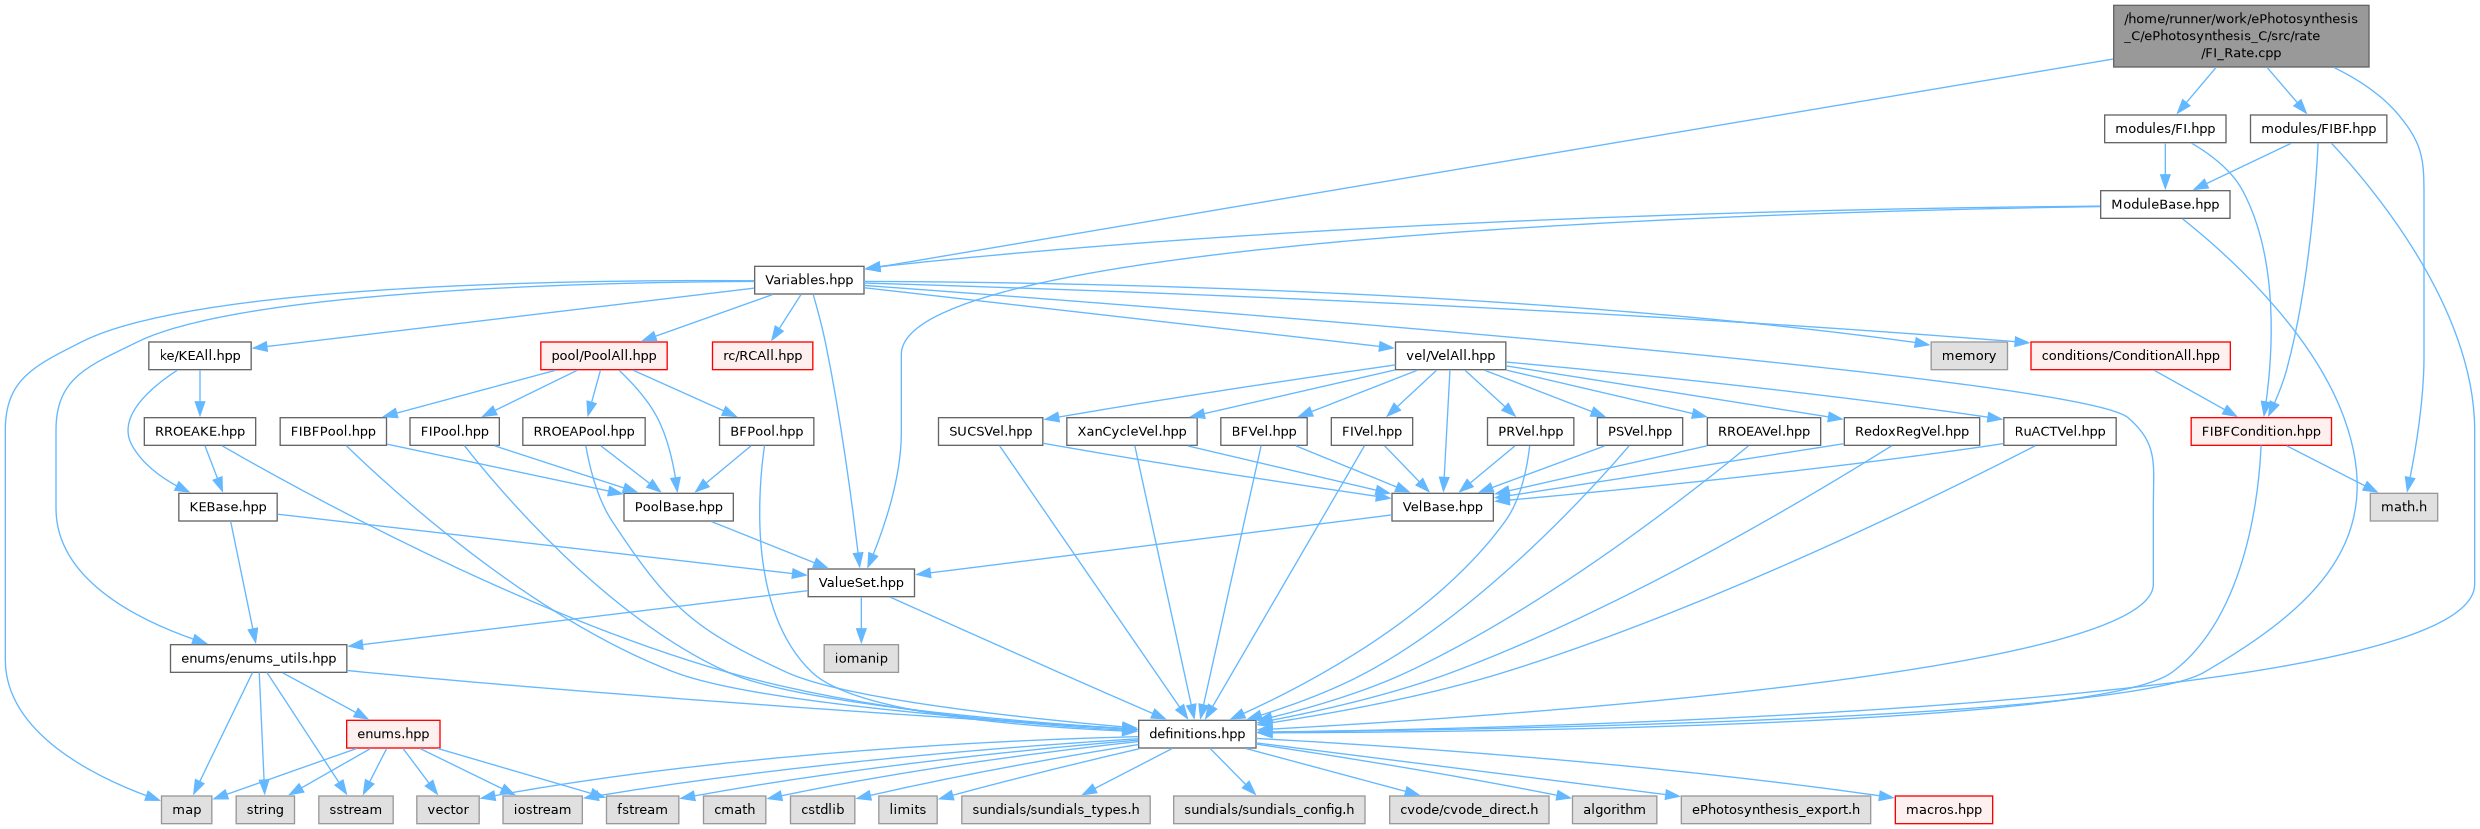 /home/runner/work/ePhotosynthesis
_C/ePhotosynthesis_C/src/rate
/FI_Rate.cpp
modules/FI.hpp
modules/FIBF.hpp
ModuleBase.hpp
Variables.hpp
ke/KEAll.hpp
pool/PoolAll.hpp
rc/RCAll.hpp
vel/VelAll.hpp
memory
conditions/ConditionAll.hpp
RROEAKE.hpp
FIBFPool.hpp
FIPool.hpp
RROEAPool.hpp
BFPool.hpp
SUCSVel.hpp
XanCycleVel.hpp
BFVel.hpp
FIVel.hpp
PRVel.hpp
PSVel.hpp
RROEAVel.hpp
RedoxRegVel.hpp
RuACTVel.hpp
FIBFCondition.hpp
KEBase.hpp
PoolBase.hpp
VelBase.hpp
math.h
ValueSet.hpp
enums/enums_utils.hpp
iomanip
enums.hpp
definitions.hpp
map
string
sstream
vector
iostream
fstream
cmath
cstdlib
limits
sundials/sundials_types.h
sundials/sundials_config.h
cvode/cvode_direct.h
algorithm
ePhotosynthesis_export.h
macros.hpp